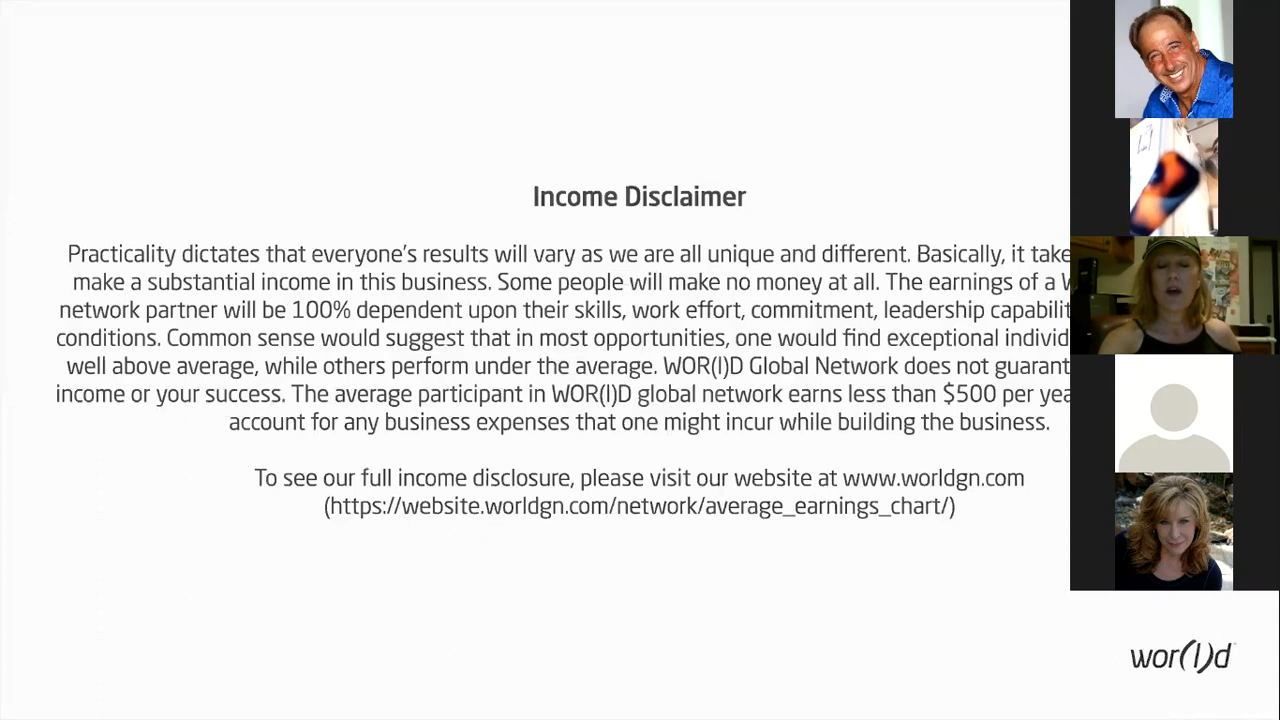 Income Disclaimer
Practicality dictates that everyone's results will vary as we are all unique and different. Basically, it take
make a substantial income in this business. Some people will make no money at all. The earnings of a
network partner will be 100% dependent upon their skills, work effort, commitment, leadership capabilit
conditions. Common sense would suggest that in most opportunities, one would find exceptional individ
well above average, while others perform under the average. WOR(I)D Global Network does not guarant
income or your success. The average participant in WOR(I)D global network earns less than $500 per yea
account for any business expenses that one might incur while building the business.
To see our full income disclosure, please visit our website at www.worldgn.com
(https://website.worldgn.com/network/average_earnings_chart/)
wor(l)d